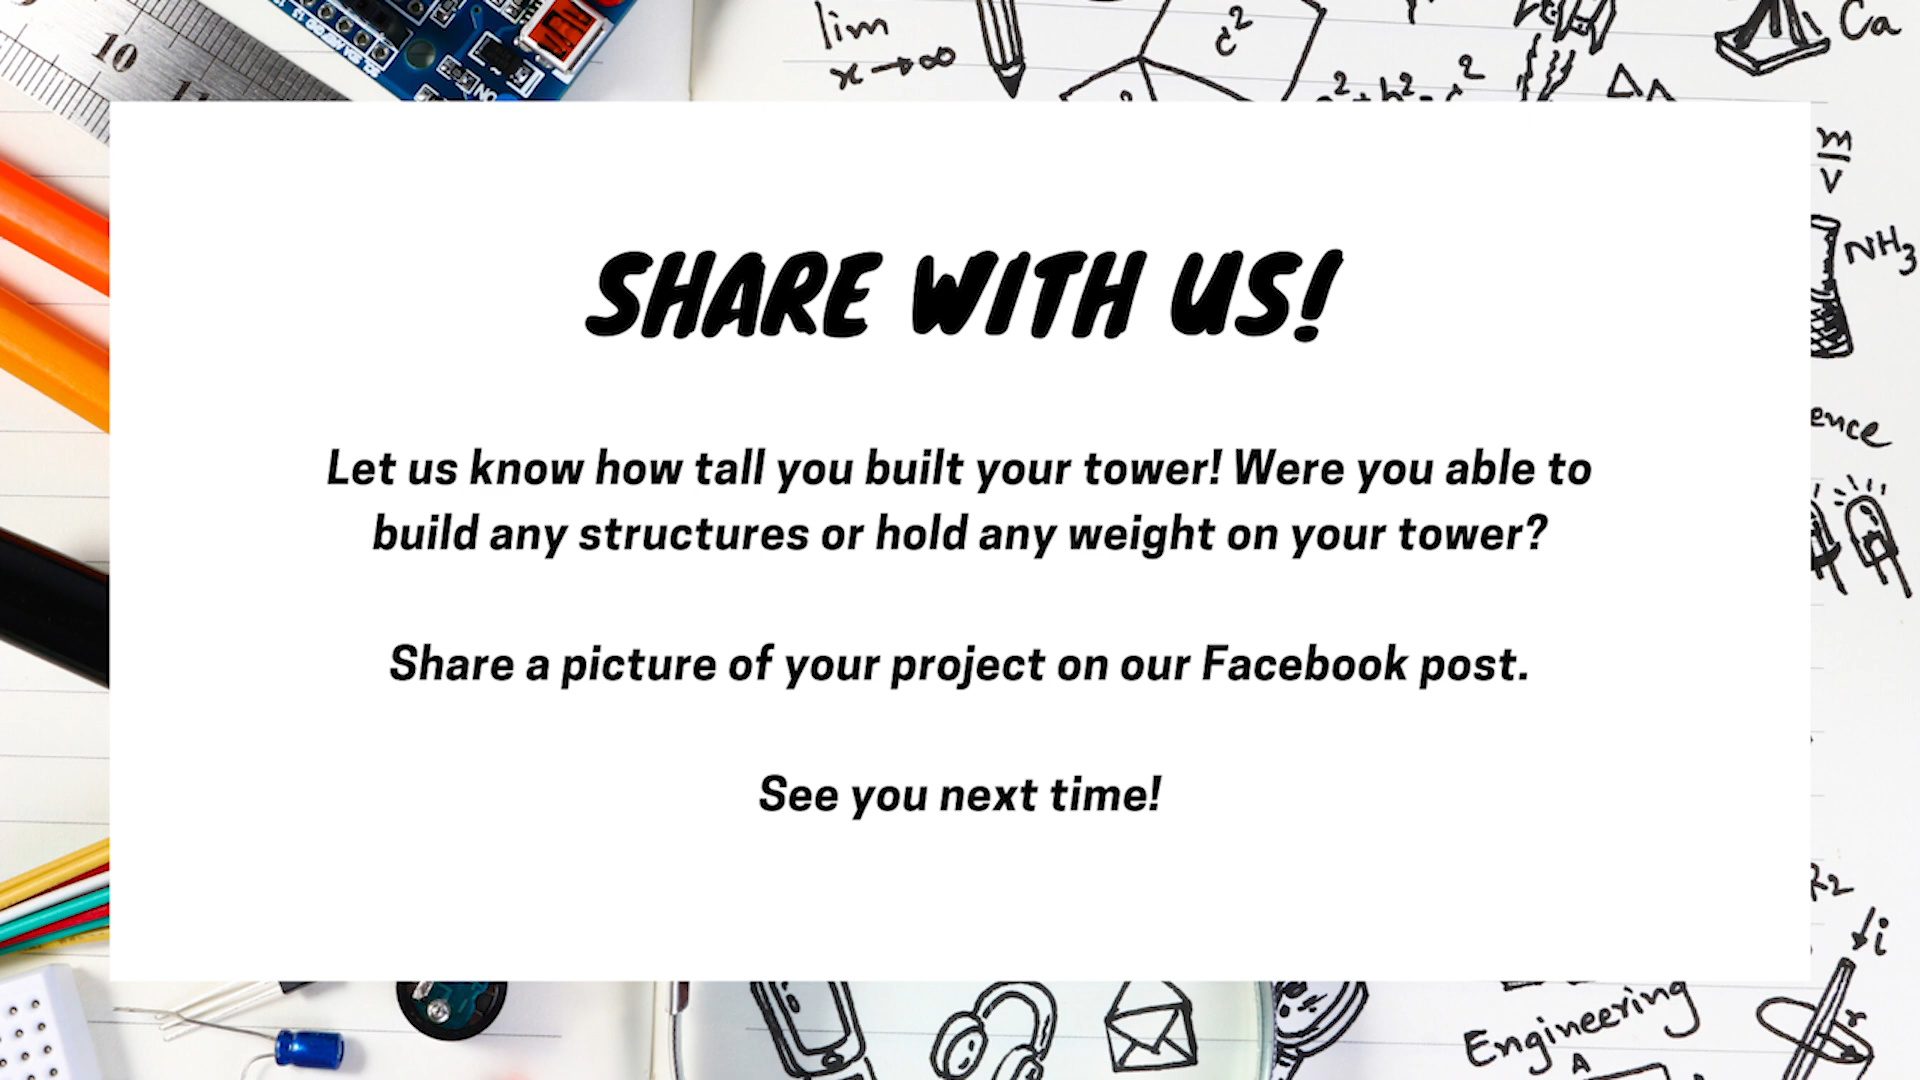 10
lim
x→∞
c²
Ca
m
v
NH₃
SHARE WITH US!
Let us know how tall you built your tower! Were you able to
build any structures or hold any weight on your tower?
Share a picture of your project on our Facebook post.
See you next time!
ence
i
Engineering
r
A